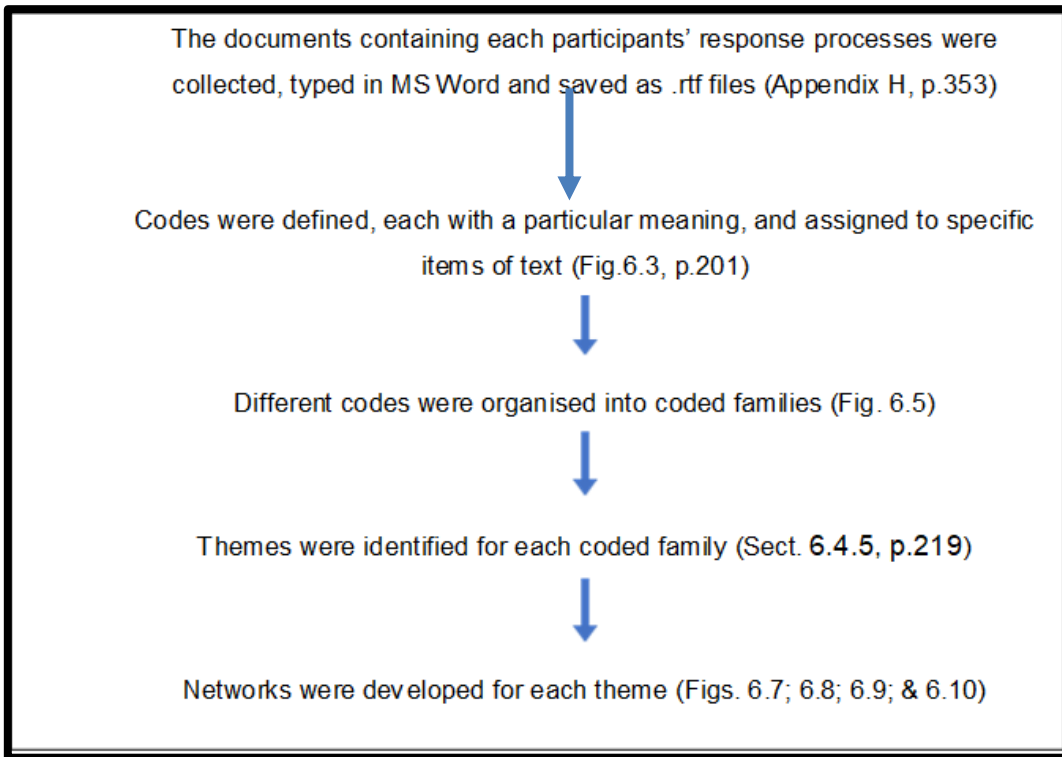 The documents containing each participants' response processes were
collected, typed in MS Word and saved as .rtf files (Appendix H, p.353)
Codes were defined, each with a particular meaning, and assigned to specific
items of text (Fig.6.3, p.201)
Different codes were organised into coded families (Fig. 6.5)
Themes were identified for each coded family (Sect. 6.4.5, p.219)
Networks were developed for each theme (Figs. 6.7; 6.8; 6.9; & 6.10)